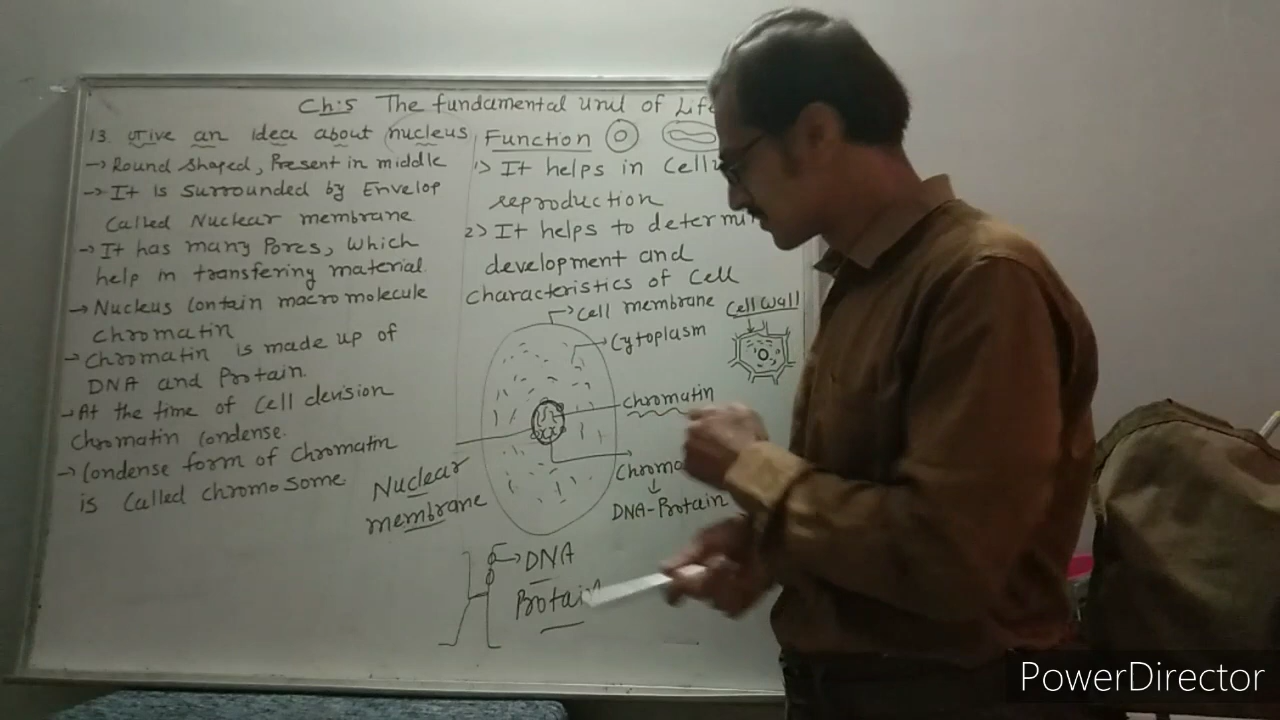 Ch:5 The fundamental unit of Life
13. Give an idea about nucleus
→ Round shaped, Present in middle
→ It is surrounded by Envelop
Called Nuclear membrane
→ It has many Pores, which
help in transfering material.
→ Nucleus Contain macromolecule
Chromatin
→ Chromatin is made up of
DNA and Protain.
→ At the time of Cell devision
Chromatin Condense.
→ Condense form of Chromatin
is Called chromosome.
Function
1> It helps in Cellu
reproduction
2> It helps to determin
development and
Characteristics of Cell
Cell membrane
Cell wall
Cytoplasm
Chromatin
Chromo
DNA-Protain
Nuclear
membrane
DNA
Protain
PowerDirector